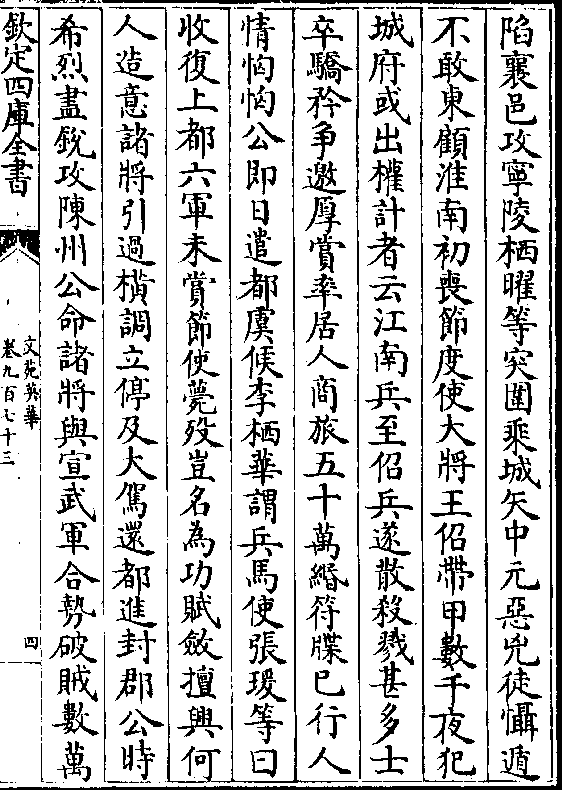 陷襄邑攻寧陵栖曜等突圍乘城矢中元惡兇徒懾遁
不敢東顧淮南初喪節度使大將王伯帶甲數千夜犯
城府或出權計者云江南兵至伯兵遂散殺戮甚多士
卒驕矜爭邀厚賞率居人商旅五十萬緡符牒已行人
情恟恟公即日遣都虞候李栖華謂兵馬使張瑗等曰
收復上都六軍未賞節使薨歿豈名為功賦斂擅興何
人造意諸將引過橫調立停及大駕還都進封郡公時
希烈盡銳攻陳州公命諸將與宣武軍合勢破賊數萬
欽定四庫全書
文苑英華
卷九百七十三
四